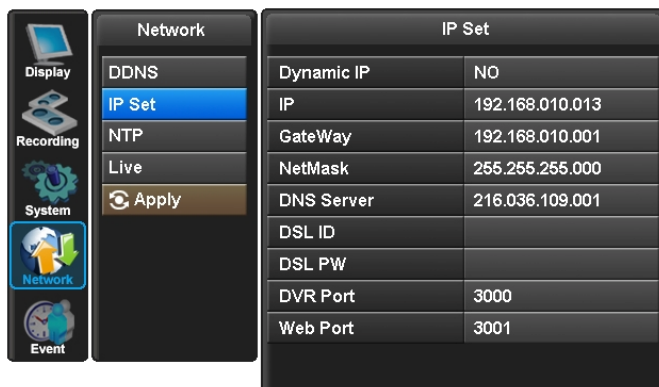 Display
Recording
System
Network
Event
Network
DDNS
IP Set
NTP
Live
Apply
IP Set
Dynamic IP NO
IP 192.168.010.013
GateWay 192.168.010.001
NetMask 255.255.255.000
DNS Server 216.036.109.001
DSL ID
DSL PW
DVR Port 3000
Web Port 3001